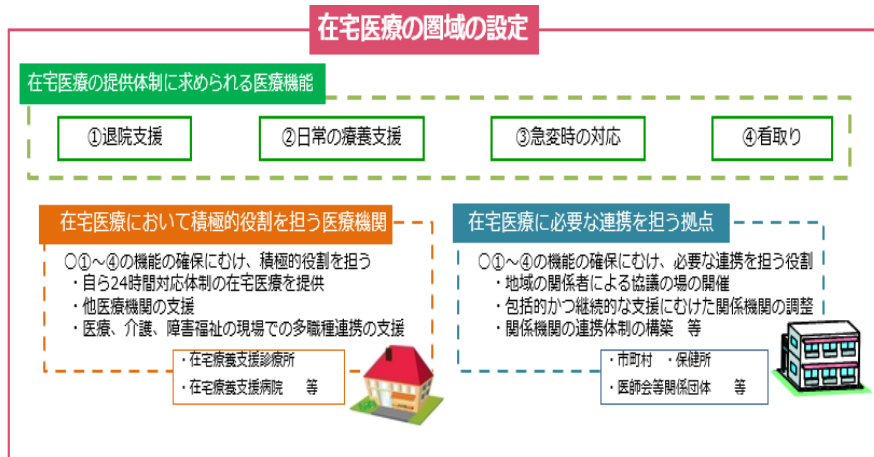 在宅医療の圏域の設定
在宅医療の提供体制に求められる医療機能
①退院支援 ②日常の療養支援 ③急変時の対応 ④看取り
在宅医療において積極的役割を担う医療機関
○①～④の機能の確保にむけ、積極的役割を担う
・自ら24時間対応体制の在宅医療を提供
・他医療機関の支援
・医療、介護、障害福祉の現場での多職種連携の支援
・在宅療養支援診療所
・在宅療養支援病院 等
在宅医療に必要な連携を担う拠点
○①～④の機能の確保にむけ、必要な連携を担う役割
・地域の関係者による協議の場の開催
・包括的かつ継続的な支援にむけた関係機関の調整
・関係機関の連携体制の構築 等
・市町村 ・保健所
・医師会等関係団体 等